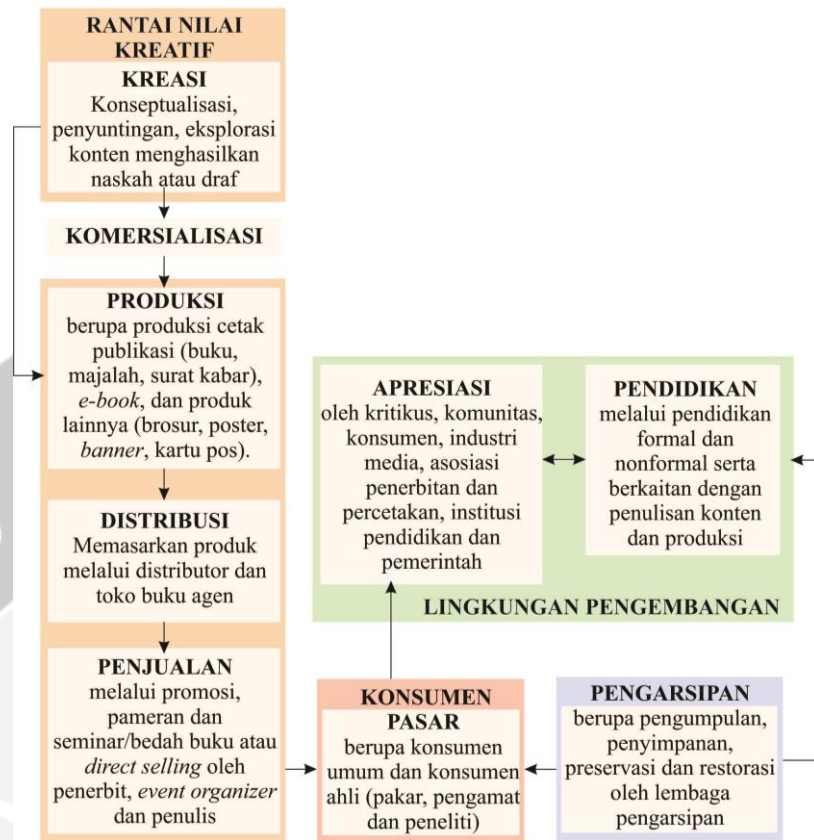 RANTAI NILAI
KREATIF
KREASI
Konseptualisasi,
penyuntingan, eksplorasi
konten menghasilkan
naskah atau draf
KOMERSIALISASI
PRODUKSI
berupa produksi cetak
publikasi (buku,
majalah, surat kabar),
e-book, dan produk
lainnya (brosur, poster,
banner, kartu pos).
DISTRIBUSI
Memasarkan produk
melalui distributor dan
toko buku agen
PENJUALAN
melalui promosi,
pameran dan
seminar/bedah buku atau
direct selling oleh
penerbit, event organizer
dan penulis
APRESIASI
oleh kritikus, komunitas,
konsumen, industri
media, asosiasi
penerbitan dan
percetakan, institusi
pendidikan dan
pemerintah
PENDIDIKAN
melalui pendidikan
formal dan
nonformal serta
berkaitan dengan
penulisan konten
dan produksi
LINGKUNGAN PENGEMBANGAN
KONSUMEN
PASAR
berupa konsumen
umum dan konsumen
ahli (pakar, pengamat
dan peneliti)
PENGARSIPAN
berupa pengumpulan,
penyimpanan,
preservasi dan restorasi
oleh lembaga
pengarsipan